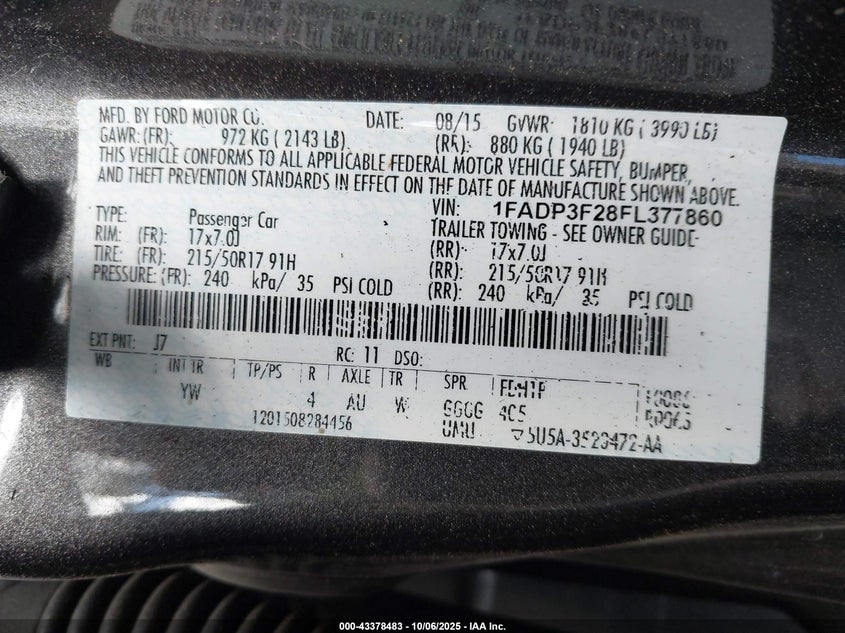 MFD. BY FORD MOTOR CO. DATE: 08/15 GVWR: 1810 KG ( 3990 LB)
GAWR: (FR): 972 KG ( 2143 LB) (RR): 880 KG ( 1940 LB)
THIS VEHICLE CONFORMS TO ALL APPLICABLE FEDERAL MOTOR VEHICLE SAFETY, BUMPER,
AND THEFT PREVENTION STANDARDS IN EFFECT ON THE DATE OF MANUFACTURE SHOWN ABOVE.
VIN: 1FADP3F28FL377860
TYPE: Passenger Car TRAILER TOWING - SEE OWNER GUIDE
RIM: (FR): 17x7.0J (RR): 17x7.0J
TIRE: (FR): 215/50R17 91H (RR): 215/50R17 91H
PRESSURE: (FR): 240 kPa/ 35 PSI COLD (RR): 240 kPa/ 35 PSI COLD
EXT PNT: J7 RC: 11 DSO:
WB INT TR TP/PS R AXLE TR SPR
YW 4 AU W GGGG 4C5
1201508284456 UMU 5U5A-3520472-AA
000-43378483 - 10/06/2025 - IAA Inc.